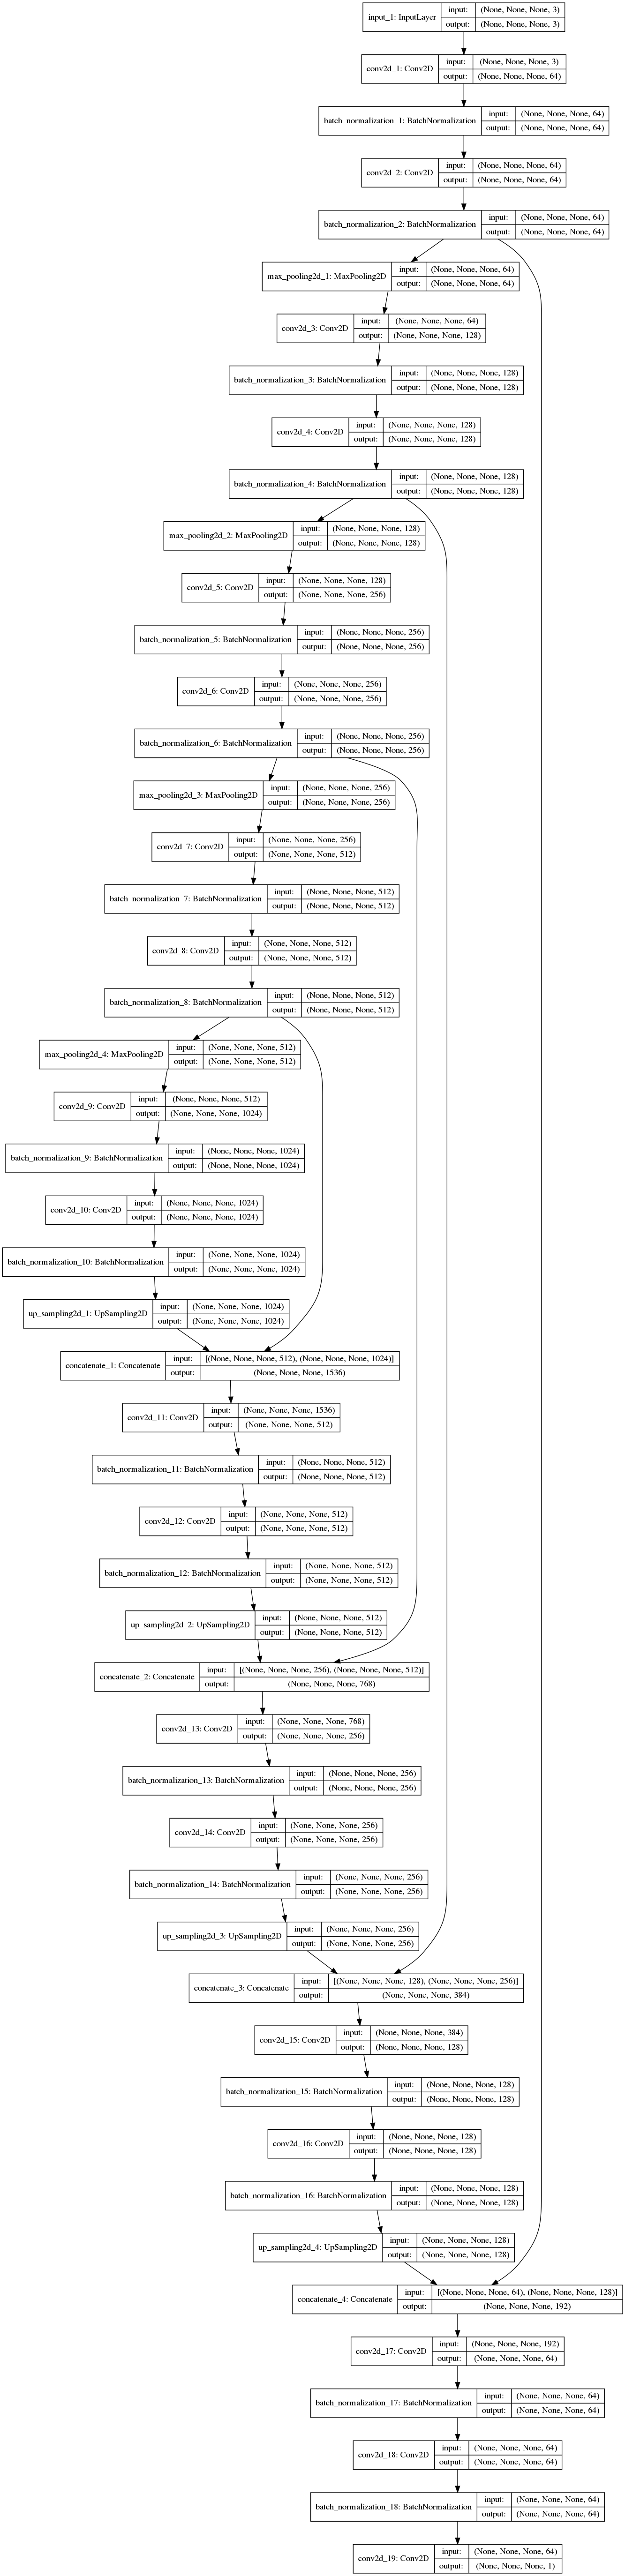 input_1: InputLayer
input: (None, None, None, 3)
output: (None, None, None, 3)
conv2d_1: Conv2D
input: (None, None, None, 3)
output: (None, None, None, 64)
batch_normalization_1: BatchNormalization
input: (None, None, None, 64)
output: (None, None, None, 64)
conv2d_2: Conv2D
input: (None, None, None, 64)
output: (None, None, None, 64)
batch_normalization_2: BatchNormalization
input: (None, None, None, 64)
output: (None, None, None, 64)
max_pooling2d_1: MaxPooling2D
input: (None, None, None, 64)
output: (None, None, None, 64)
conv2d_3: Conv2D
input: (None, None, None, 64)
output: (None, None, None, 128)
batch_normalization_3: BatchNormalization
input: (None, None, None, 128)
output: (None, None, None, 128)
conv2d_4: Conv2D
input: (None, None, None, 128)
output: (None, None, None, 128)
batch_normalization_4: BatchNormalization
input: (None, None, None, 128)
output: (None, None, None, 128)
max_pooling2d_2: MaxPooling2D
input: (None, None, None, 128)
output: (None, None, None, 128)
conv2d_5: Conv2D
input: (None, None, None, 128)
output: (None, None, None, 256)
batch_normalization_5: BatchNormalization
input: (None, None, None, 256)
output: (None, None, None, 256)
conv2d_6: Conv2D
input: (None, None, None, 256)
output: (None, None, None, 256)
batch_normalization_6: BatchNormalization
input: (None, None, None, 256)
output: (None, None, None, 256)
max_pooling2d_3: MaxPooling2D
input: (None, None, None, 256)
output: (None, None, None, 256)
conv2d_7: Conv2D
input: (None, None, None, 256)
output: (None, None, None, 512)
batch_normalization_7: BatchNormalization
input: (None, None, None, 512)
output: (None, None, None, 512)
conv2d_8: Conv2D
input: (None, None, None, 512)
output: (None, None, None, 512)
batch_normalization_8: BatchNormalization
input: (None, None, None, 512)
output: (None, None, None, 512)
max_pooling2d_4: MaxPooling2D
input: (None, None, None, 512)
output: (None, None, None, 512)
conv2d_9: Conv2D
input: (None, None, None, 512)
output: (None, None, None, 1024)
batch_normalization_9: BatchNormalization
input: (None, None, None, 1024)
output: (None, None, None, 1024)
conv2d_10: Conv2D
input: (None, None, None, 1024)
output: (None, None, None, 1024)
batch_normalization_10: BatchNormalization
input: (None, None, None, 1024)
output: (None, None, None, 1024)
up_sampling2d_1: UpSampling2D
input: (None, None, None, 1024)
output: (None, None, None, 1024)
concatenate_1: Concatenate
input: [(None, None, None, 512), (None, None, None, 1024)]
output: (None, None, None, 1536)
conv2d_11: Conv2D
input: (None, None, None, 1536)
output: (None, None, None, 512)
batch_normalization_11: BatchNormalization
input: (None, None, None, 512)
output: (None, None, None, 512)
conv2d_12: Conv2D
input: (None, None, None, 512)
output: (None, None, None, 512)
batch_normalization_12: BatchNormalization
input: (None, None, None, 512)
output: (None, None, None, 512)
up_sampling2d_2: UpSampling2D
input: (None, None, None, 512)
output: (None, None, None, 512)
concatenate_2: Concatenate
input: [(None, None, None, 256), (None, None, None, 512)]
output: (None, None, None, 768)
conv2d_13: Conv2D
input: (None, None, None, 768)
output: (None, None, None, 256)
batch_normalization_13: BatchNormalization
input: (None, None, None, 256)
output: (None, None, None, 256)
conv2d_14: Conv2D
input: (None, None, None, 256)
output: (None, None, None, 256)
batch_normalization_14: BatchNormalization
input: (None, None, None, 256)
output: (None, None, None, 256)
up_sampling2d_3: UpSampling2D
input: (None, None, None, 256)
output: (None, None, None, 256)
concatenate_3: Concatenate
input: [(None, None, None, 128), (None, None, None, 256)]
output: (None, None, None, 384)
conv2d_15: Conv2D
input: (None, None, None, 384)
output: (None, None, None, 128)
batch_normalization_15: BatchNormalization
input: (None, None, None, 128)
output: (None, None, None, 128)
conv2d_16: Conv2D
input: (None, None, None, 128)
output: (None, None, None, 128)
batch_normalization_16: BatchNormalization
input: (None, None, None, 128)
output: (None, None, None, 128)
up_sampling2d_4: UpSampling2D
input: (None, None, None, 128)
output: (None, None, None, 128)
concatenate_4: Concatenate
input: [(None, None, None, 64), (None, None, None, 128)]
output: (None, None, None, 192)
conv2d_17: Conv2D
input: (None, None, None, 192)
output: (None, None, None, 64)
batch_normalization_17: BatchNormalization
input: (None, None, None, 64)
output: (None, None, None, 64)
conv2d_18: Conv2D
input: (None, None, None, 64)
output: (None, None, None, 64)
batch_normalization_18: BatchNormalization
input: (None, None, None, 64)
output: (None, None, None, 64)
conv2d_19: Conv2D
input: (None, None, None, 64)
output: (None, None, None, 1)